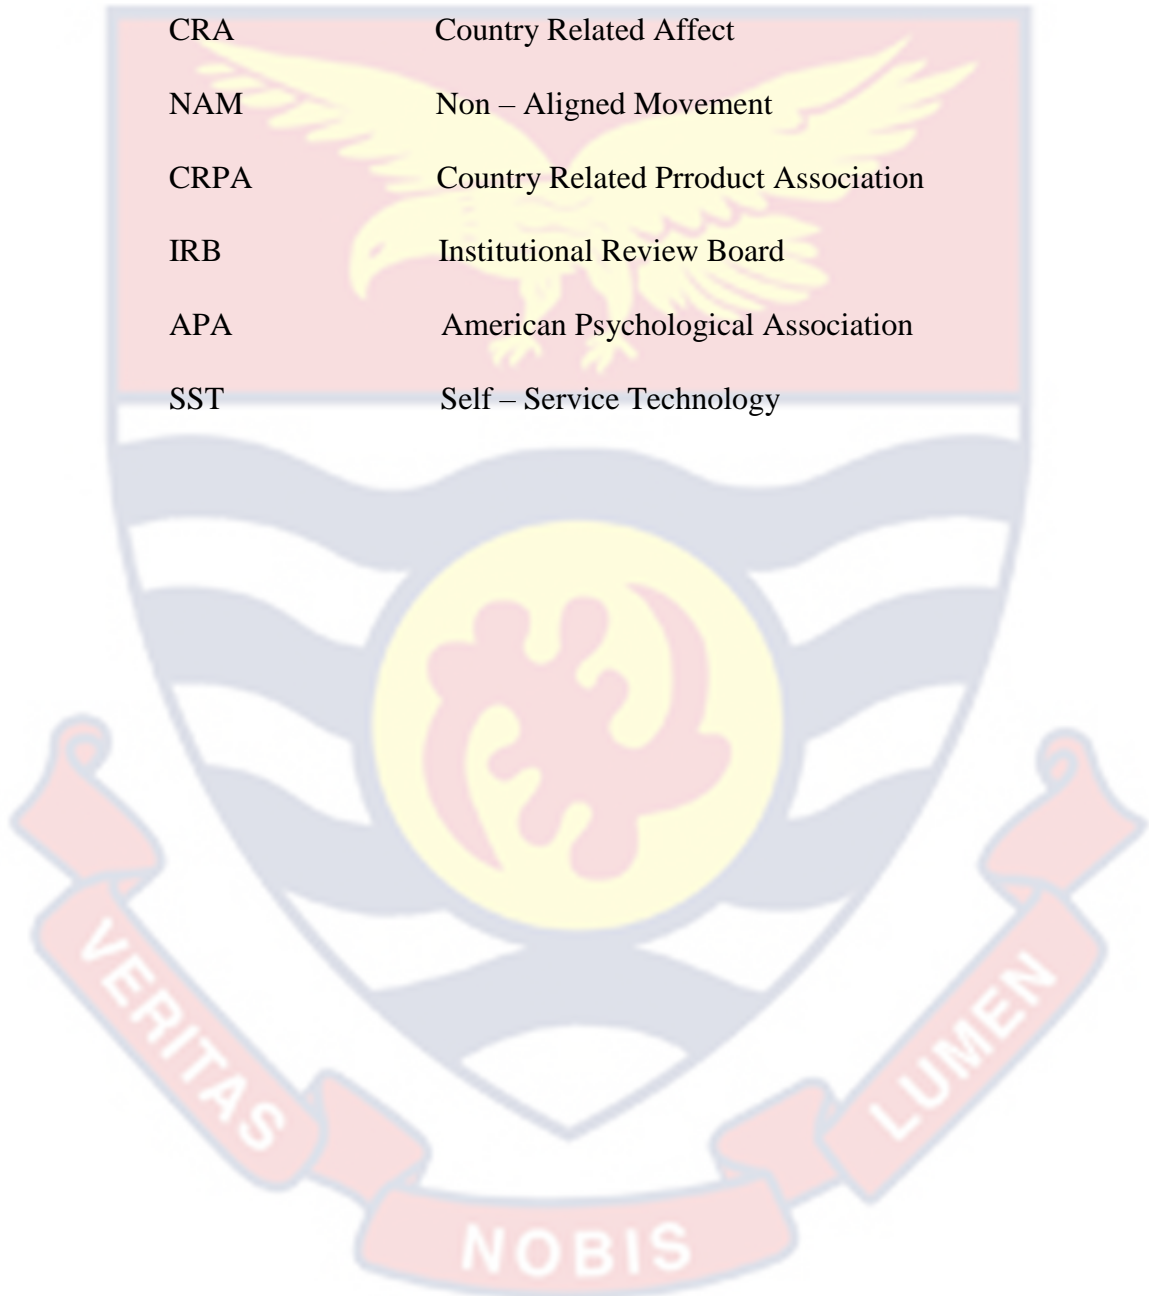 CRA Country Related Affect
NAM Non – Aligned Movement
CRPA Country Related Prroduct Association
IRB Institutional Review Board
APA American Psychological Association
SST Self – Service Technology
VERITAS
NOBIS
LUMEN